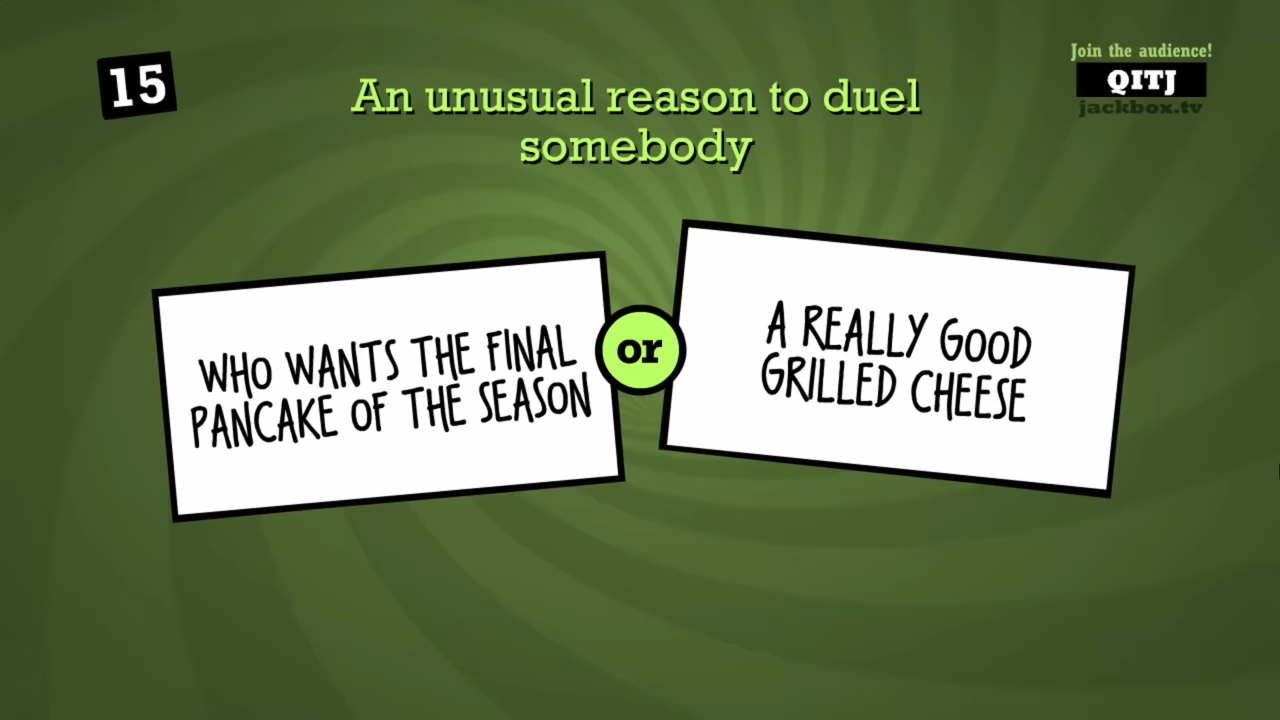 15
Join the audience!
QITJ
jackbox.tv
An unusual reason to duel
somebody
WHO WANTS THE FINAL
PANCAKE OF THE SEASON
or
A REALLY GOOD
GRILLED CHEESE